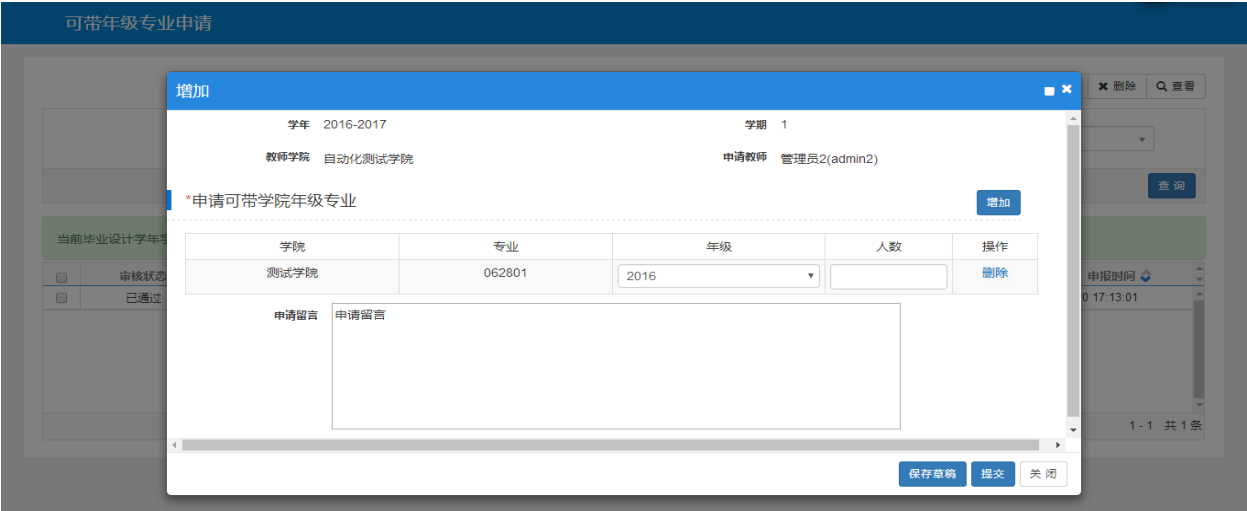 可带年级专业申请
增加
删除 查看
学年 2016-2017 学期 1
教师学院 自动化测试学院 申请教师 管理员2(admin2)
查 询
*申请可带学院年级专业 增加
当前毕业设计学年学
学院 专业 年级 人数 操作
测试学院 062801 2016 删除
审核状态 申报时间
已通过 0 17:13:01
申请留言 申请留言
1 - 1 共 1 条
保存草稿 提交 关 闭